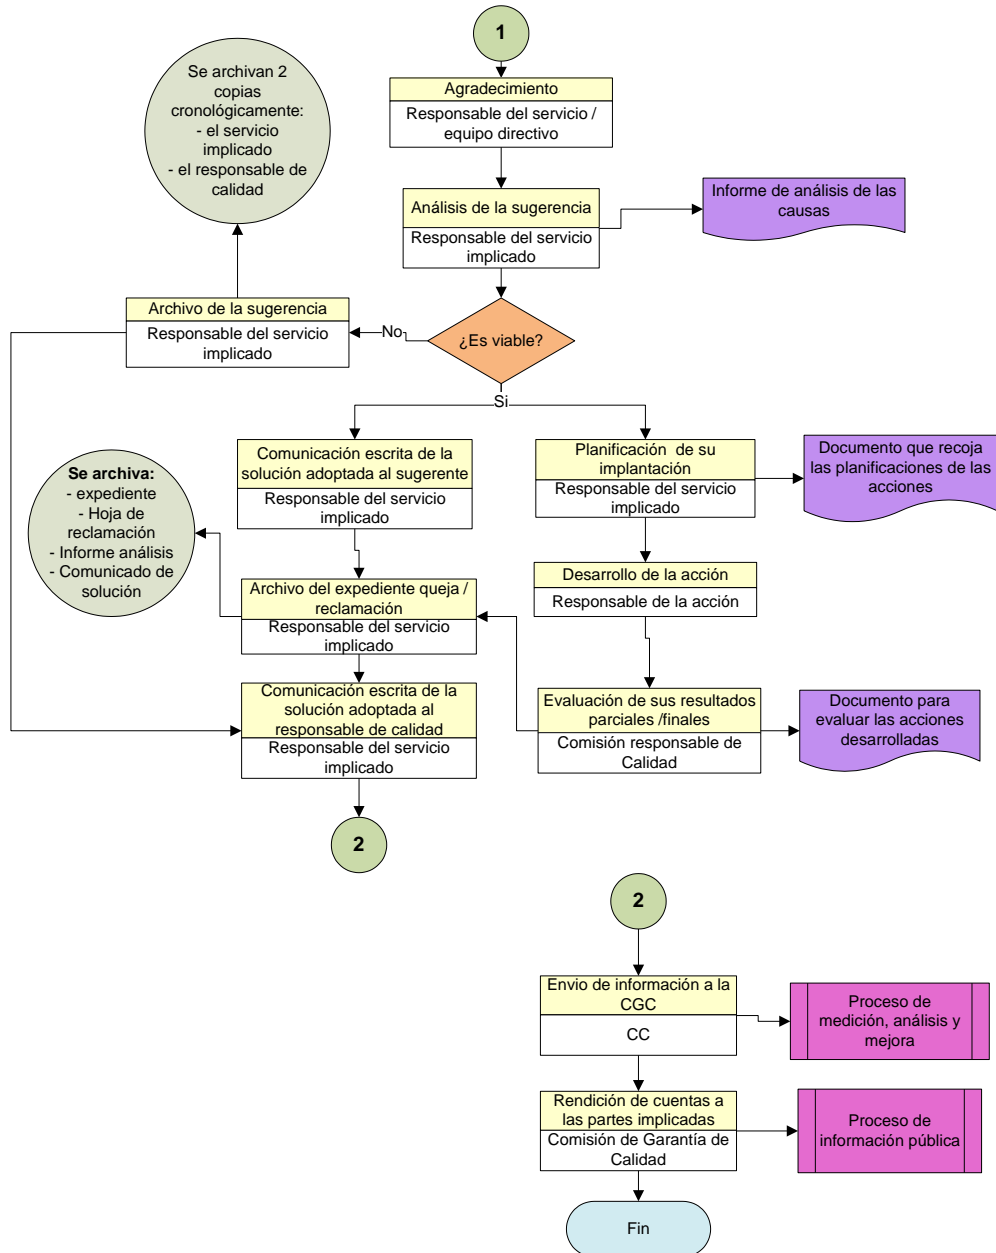 1
Se archivan 2
copias
cronológicamente:
- el servicio
implicado
- el responsable de
calidad
Agradecimiento
Responsable del servicio /
equipo directivo
Análisis de la sugerencia
Responsable del servicio
implicado
Informe de análisis de las
causas
Archivo de la sugerencia
Responsable del servicio
implicado
No
¿Es viable?
Si
Comunicación escrita de la
solución adoptada al sugerente
Responsable del servicio
implicado
Planificación de su
implantación
Responsable del servicio
implicado
Documento que recoja
las planificaciones de las
acciones
Se archiva:
- expediente
- Hoja de
reclamación
- Informe análisis
- Comunicado de
solución
Archivo del expediente queja /
reclamación
Responsable del servicio
implicado
Desarrollo de la acción
Responsable de la acción
Comunicación escrita de la
solución adoptada al
responsable de calidad
Responsable del servicio
implicado
Evaluación de sus resultados
parciales /finales
Comisión responsable de
Calidad
Documento para
evaluar las acciones
desarrolladas
2
2
Envio de información a la
CGC
CC
Proceso de
medición, análisis y
mejora
Rendición de cuentas a
las partes implicadas
Comisión de Garantía de
Calidad
Proceso de
información pública
Fin